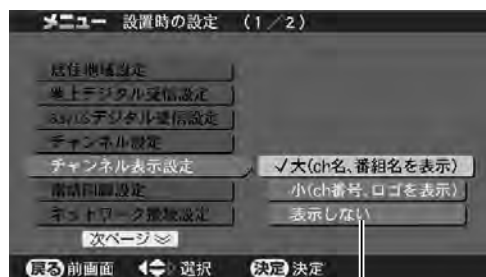 メニュー 設置時の設定 （1／2）
居住地域設定
地上デジタル受信設定
BS/CSデジタル受信設定
チャンネル設定
チャンネル表示設定
✓大(ch名、番組名を表示)
小(ch番号、ロゴを表示)
電話回線設定
表示しない
ネットワーク接続設定
次ページ
戻る 前画面 選択 決定 決定